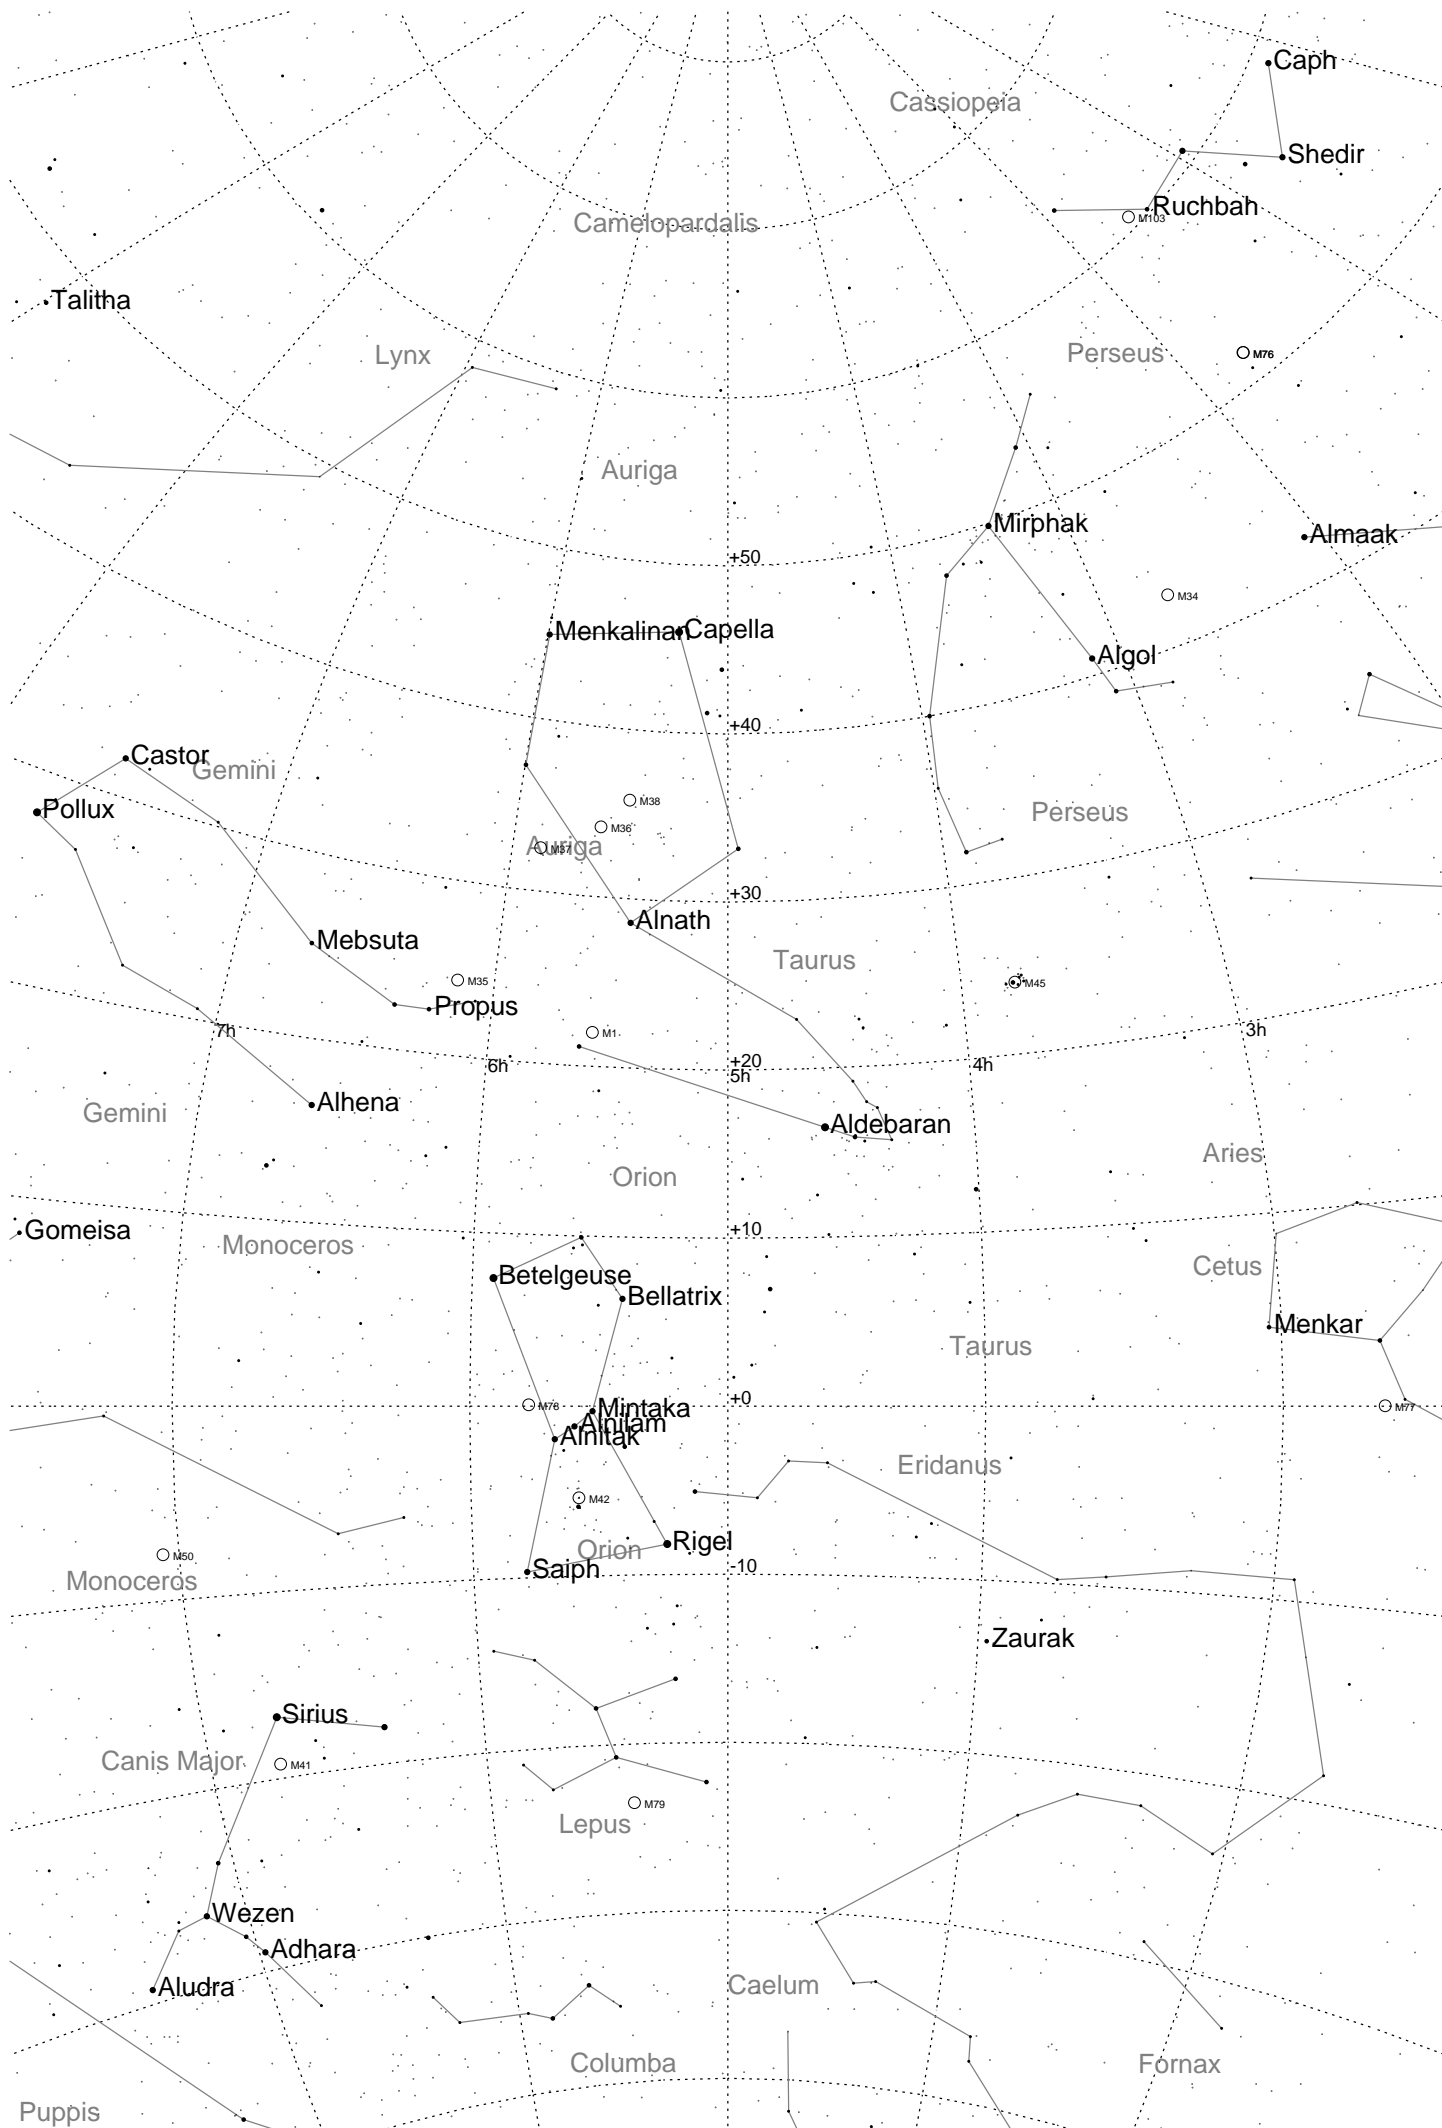 Caph
Cassiopeia
Shedir
Ruchbah
M103
Camelopardalis
Talitha
Lynx
Perseus
M76
Auriga
Mirphak
Almaak
+50
M34
Menkalinan
Capella
Algol
+40
Castor
Gemini
Pollux
M38
M36
Perseus
M37
Auriga
+30
Alnath
Mebsuta
Taurus
M35
M45
Propus
7h
M1
3h
6h
+20
5h
4h
Alhena
Gemini
Aldebaran
Aries
Orion
Gomeisa
+10
Monoceros
Cetus
Betelgeuse
Bellatrix
Menkar
Taurus
+0
M78
Mintaka
M77
Alnilam
Alnitak
Eridanus
M42
Rigel
Orion
M50
-10
Saiph
Monoceros
Zaurak
Sirius
Canis Major
M41
M79
Lepus
Wezen
Adhara
Aludra
Caelum
Columba
Fornax
Puppis